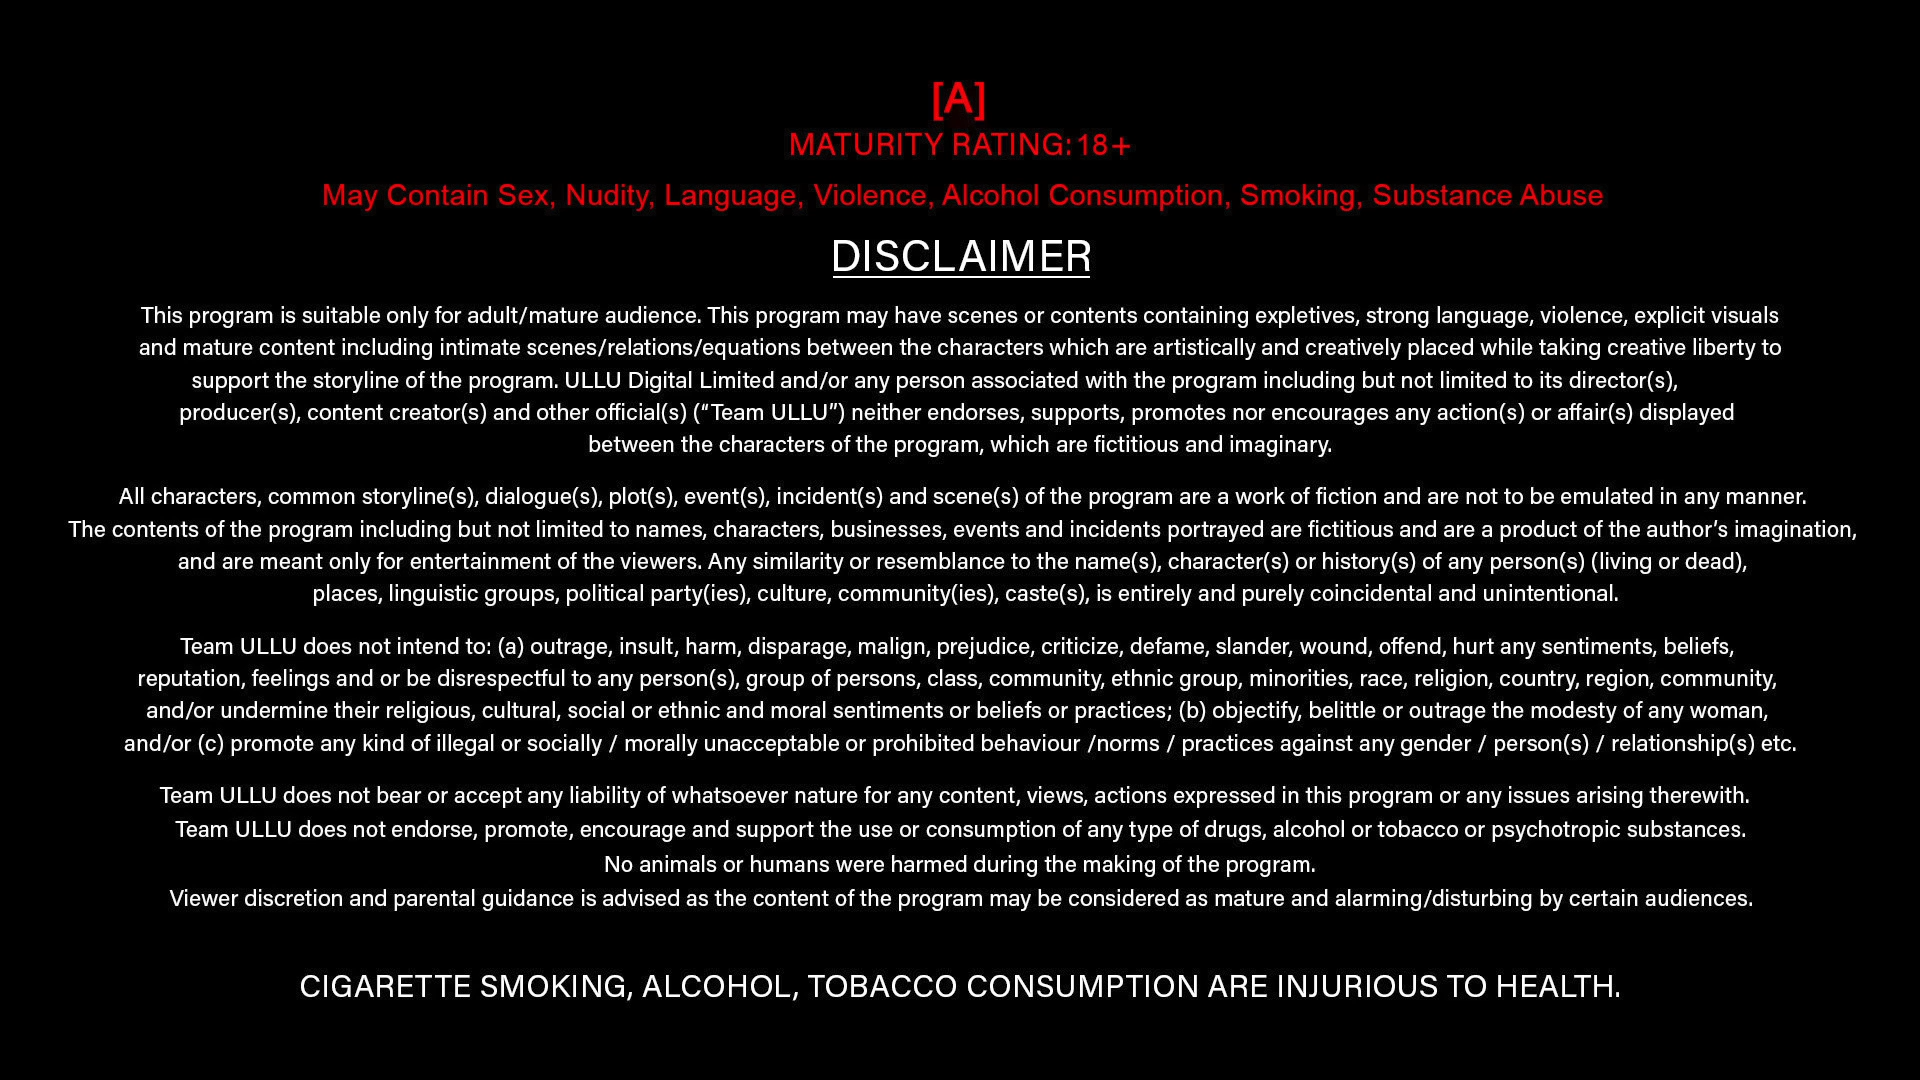 [A]
MATURITY RATING:18+
May Contain Sex, Nudity, Language, Violence, Alcohol Consumption, Smoking, Substance Abuse
DISCLAIMER
This program is suitable only for adult/mature audience. This program may have scenes or contents containing expletives, strong language, violence, explicit visuals
and mature content including intimate scenes/relations/equations between the characters which are artistically and creatively placed while taking creative liberty to
support the storyline of the program. ULLU Digital Limited and/or any person associated with the program including but not limited to its director(s),
producer(s), content creator(s) and other official(s) (“Team ULLU”) neither endorses, supports, promotes nor encourages any action(s) or affair(s) displayed
between the characters of the program, which are fictitious and imaginary.
All characters, common storyline(s), dialogue(s), plot(s), event(s), incident(s) and scene(s) of the program are a work of fiction and are not to be emulated in any manner.
The contents of the program including but not limited to names, characters, businesses, events and incidents portrayed are fictitious and are a product of the author’s imagination,
and are meant only for entertainment of the viewers. Any similarity or resemblance to the name(s), character(s) or history(s) of any person(s) (living or dead),
places, linguistic groups, political party(ies), culture, community(ies), caste(s), is entirely and purely coincidental and unintentional.
Team ULLU does not intend to: (a) outrage, insult, harm, disparage, malign, prejudice, criticize, defame, slander, wound, offend, hurt any sentiments, beliefs,
reputation, feelings and or be disrespectful to any person(s), group of persons, class, community, ethnic group, minorities, race, religion, country, region, community,
and/or undermine their religious, cultural, social or ethnic and moral sentiments or beliefs or practices; (b) objectify, belittle or outrage the modesty of any woman,
and/or (c) promote any kind of illegal or socially / morally unacceptable or prohibited behaviour /norms / practices against any gender / person(s) / relationship(s) etc.
Team ULLU does not bear or accept any liability of whatsoever nature for any content, views, actions expressed in this program or any issues arising therewith.
Team ULLU does not endorse, promote, encourage and support the use or consumption of any type of drugs, alcohol or tobacco or psychotropic substances.
No animals or humans were harmed during the making of the program.
Viewer discretion and parental guidance is advised as the content of the program may be considered as mature and alarming/disturbing by certain audiences.
CIGARETTE SMOKING, ALCOHOL, TOBACCO CONSUMPTION ARE INJURIOUS TO HEALTH.